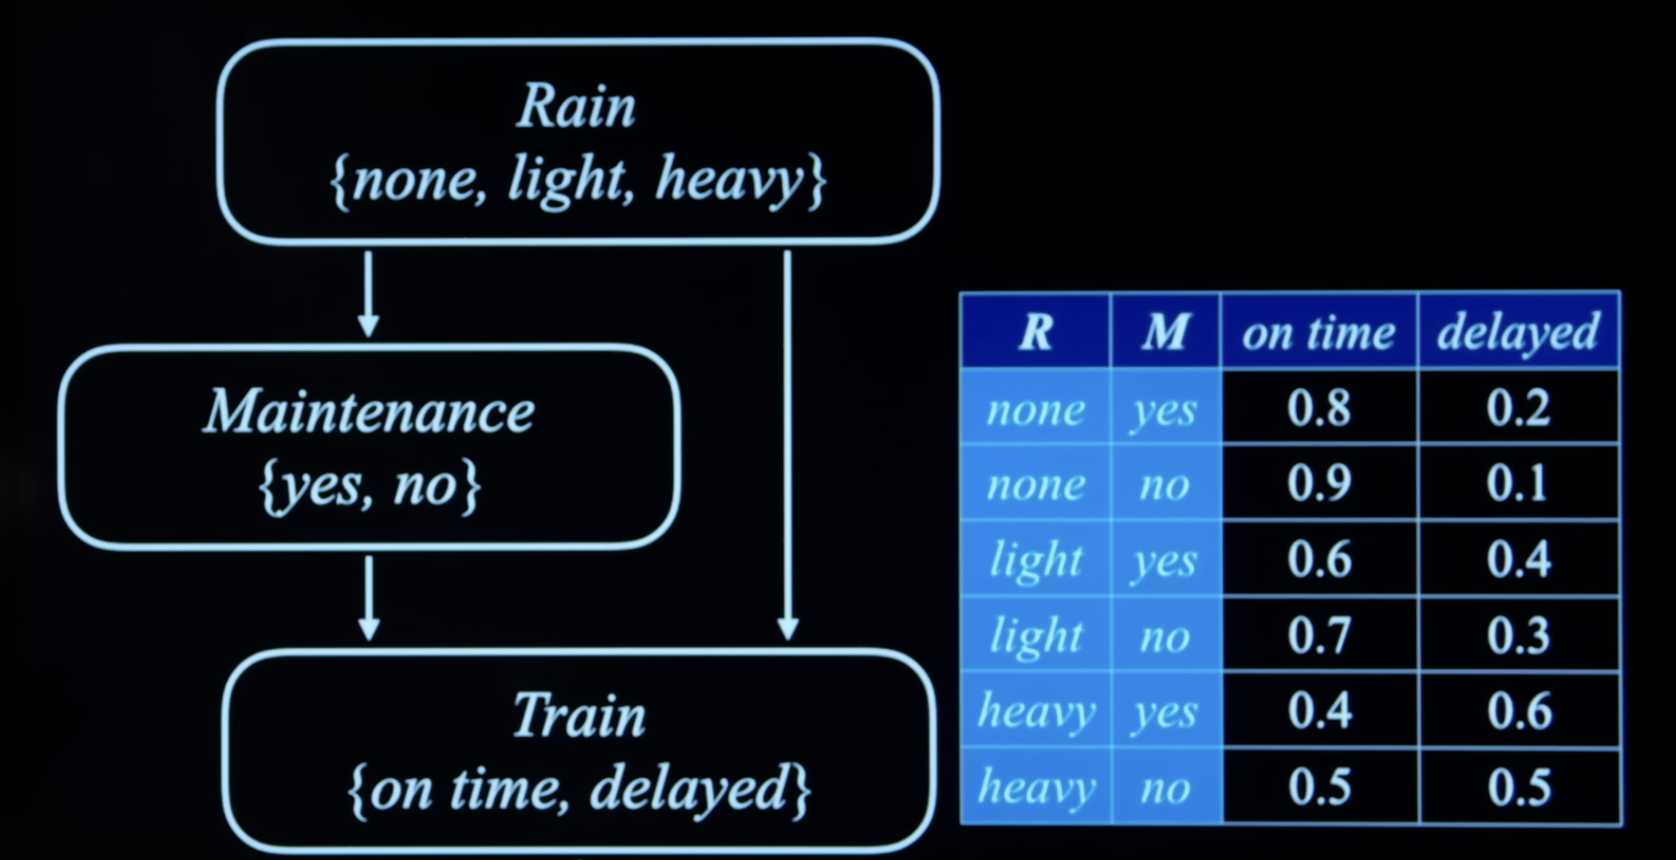 Rain
{none, light, heavy}
Maintenance
{yes, no}
Train
{on time, delayed}
R M on time delayed
none yes 0.8 0.2
none no 0.9 0.1
light yes 0.6 0.4
light no 0.7 0.3
heavy yes 0.4 0.6
heavy no 0.5 0.5